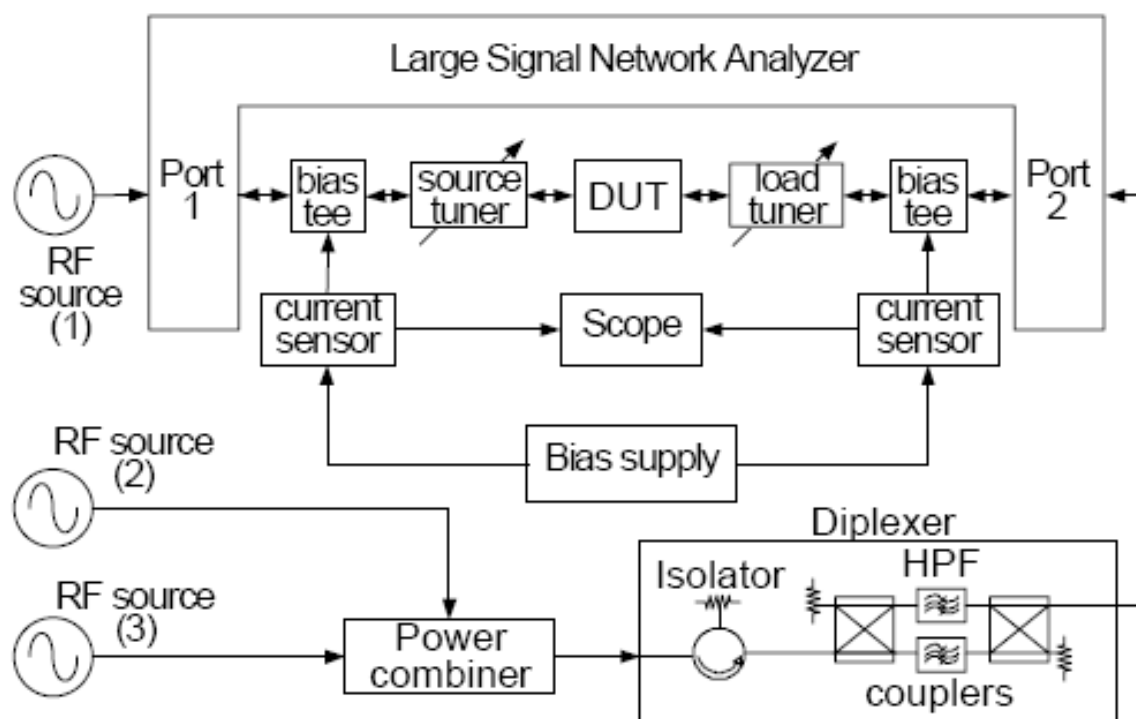 Large Signal Network Analyzer
Port
1
bias
tee
source
tuner
DUT
load
tuner
bias
tee
Port
2
RF
source
(1)
current
sensor
Scope
current
sensor
RF source
(2)
Bias supply
Diplexer
RF source
(3)
Power
combiner
Isolator
HPF
couplers